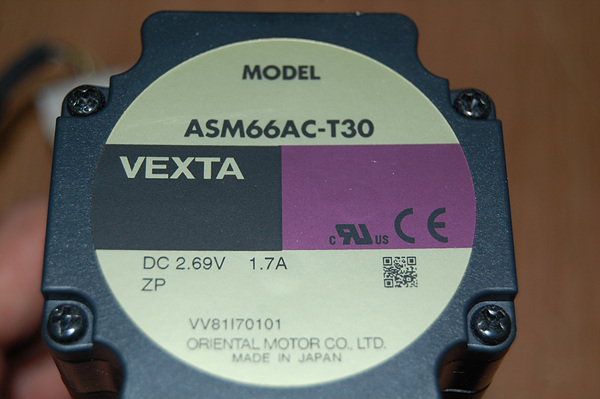 MODEL
ASM66AC-T30
VEXTA
c RU US CE
DC 2.69V 1.7A
ZP
VV81I70101
ORIENTAL MOTOR CO., LTD.
MADE IN JAPAN